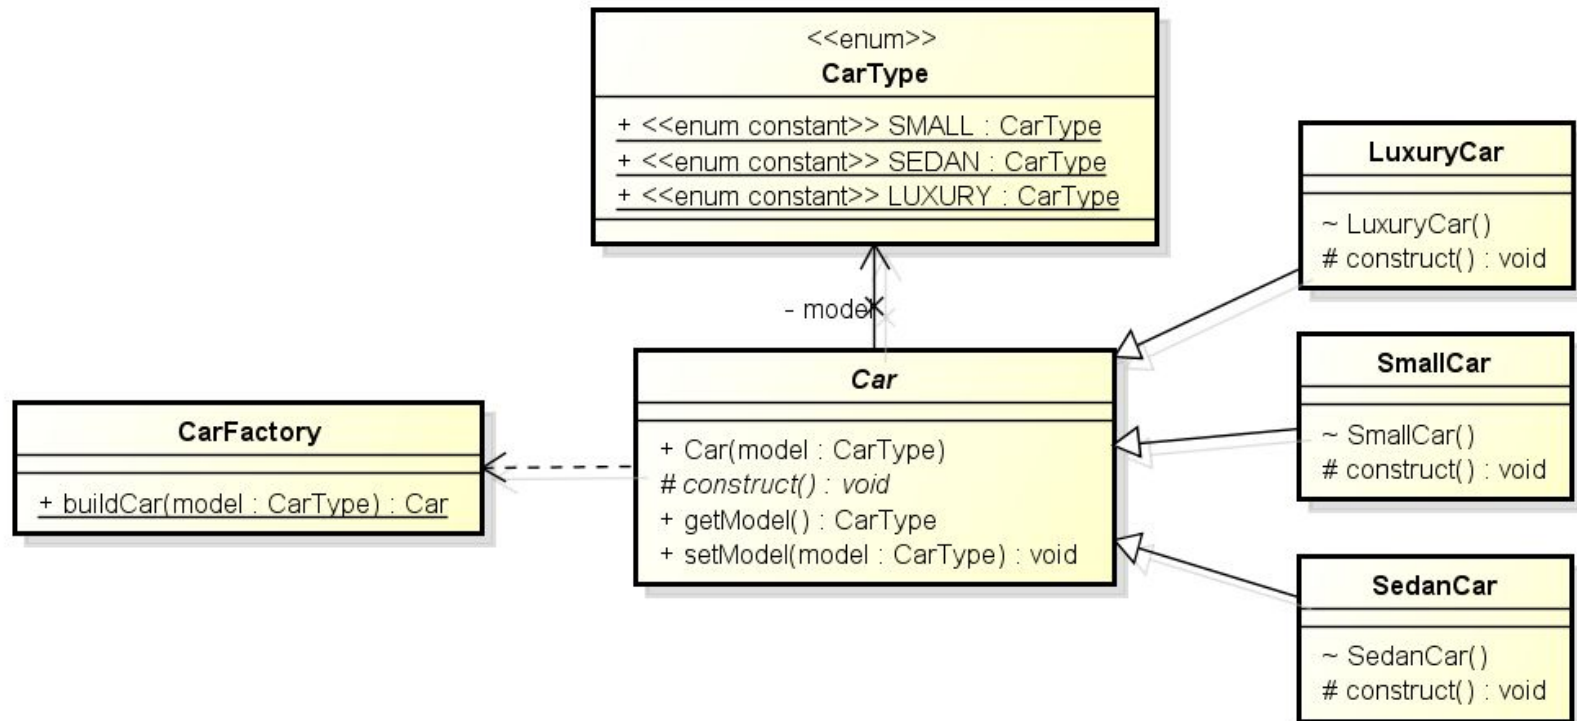 <<enum>>
CarType
+ <<enum constant>> SMALL : CarType
+ <<enum constant>> SEDAN : CarType
+ <<enum constant>> LUXURY : CarType
LuxuryCar
~ LuxuryCar()
# construct() : void
- model
SmallCar
~ SmallCar()
# construct() : void
Car
+ Car(model : CarType)
# construct() : void
+ getModel() : CarType
+ setModel(model : CarType) : void
CarFactory
+ buildCar(model : CarType) : Car
SedanCar
~ SedanCar()
# construct() : void